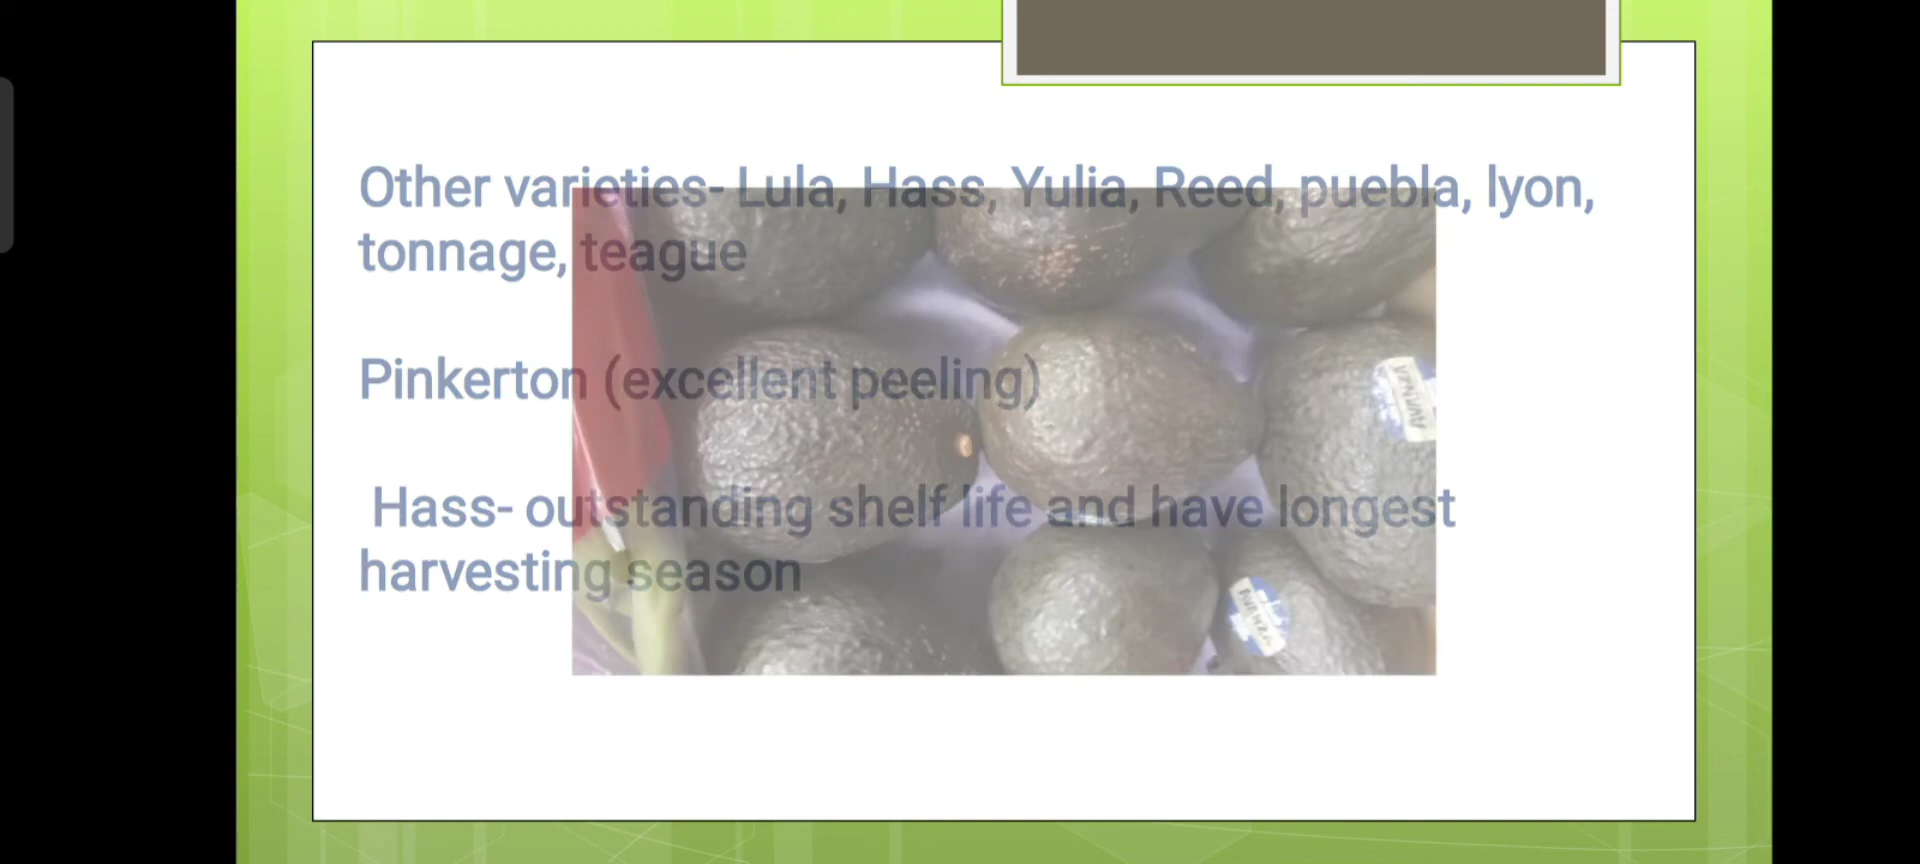 Other varieties- Lula, Hass, Yulia, Reed, puebla, lyon,
tonnage, teague
Pinkerton (excellent peeling)
Hass- outstanding shelf life and have longest
harvesting season